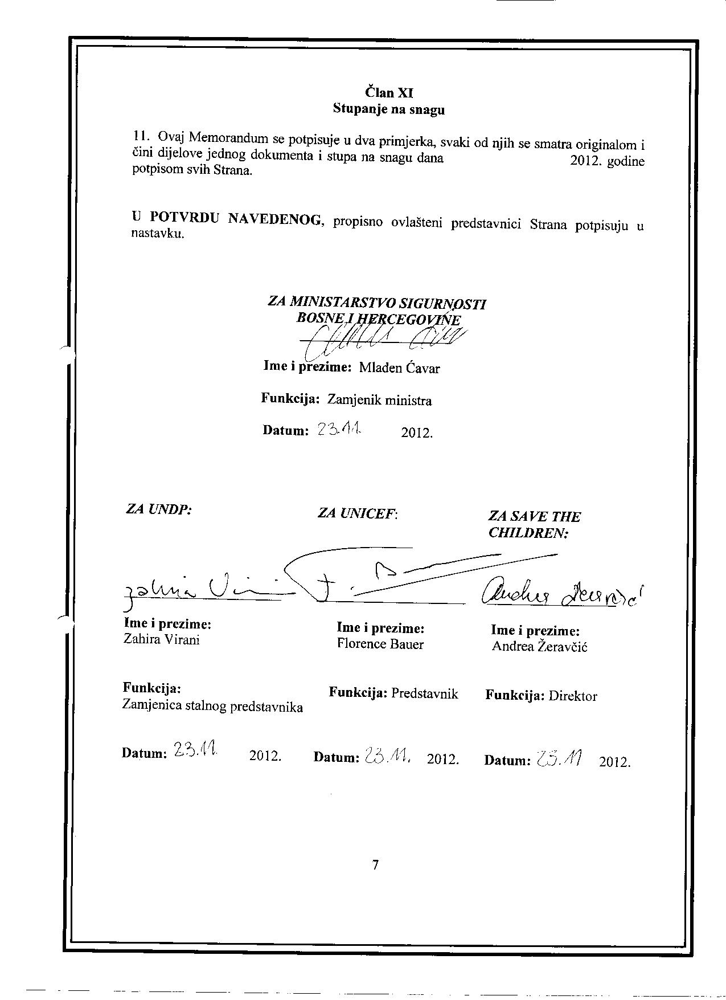 Član XI
Stupanje na snagu
11. Ovaj Memorandum se potpisuje u dva primjerka, svaki od njih se smatra originalom i
čini dijelove jednog dokumenta i stupa na snagu dana 2012. godine
potpisom svih Strana.
U POTVRDU NAVEDENOG, propisno ovlašteni predstavnici Strana potpisuju u
nastavku.
ZA MINISTARSTVO SIGURNOSTI
BOSNE I HERCEGOVINE
Ime i prezime: Mladen Ćavar
Funkcija: Zamjenik ministra
Datum: 23.11. 2012.
ZA UNDP: ZA UNICEF: ZA SAVE THE
CHILDREN:
Ime i prezime: Ime i prezime: Ime i prezime:
Zahira Virani Florence Bauer Andrea Žeravčić
Funkcija: Funkcija: Predstavnik Funkcija: Direktor
Zamjenica stalnog predstavnika
Datum: 23.11. 2012. Datum: 23.11. 2012. Datum: 23.11 2012.
7